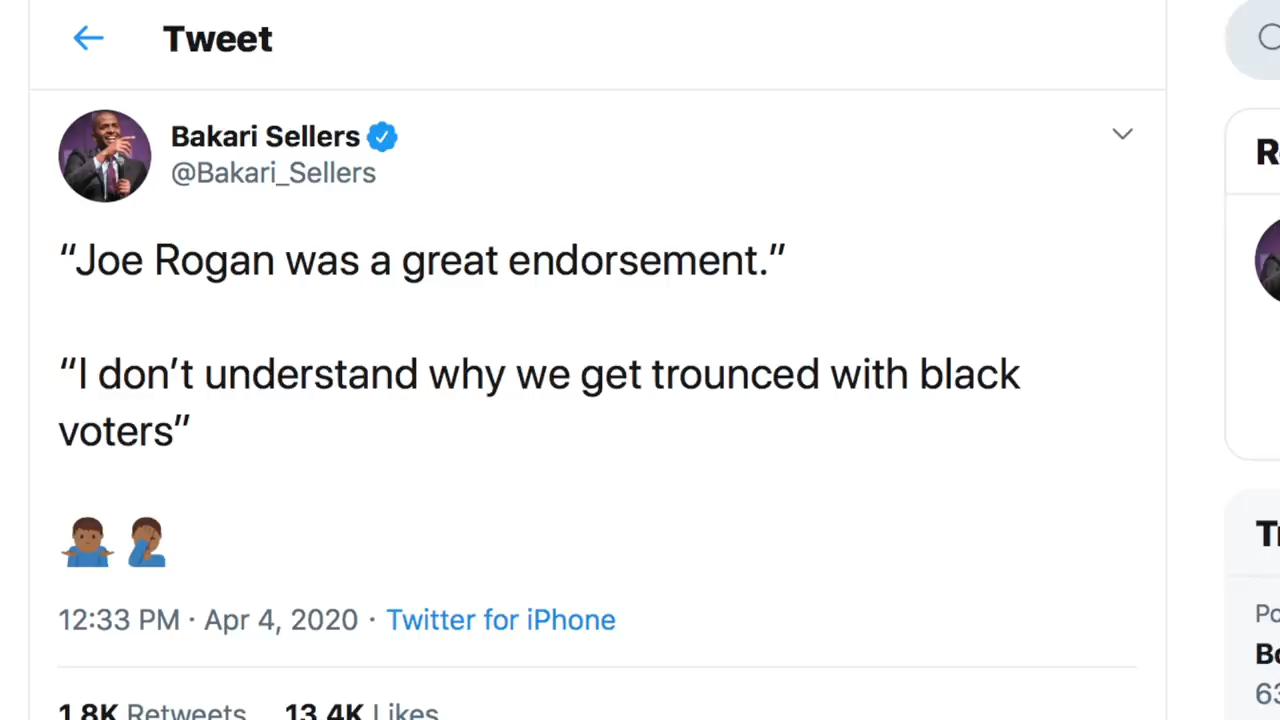 Tweet
Bakari Sellers
@Bakari_Sellers
“Joe Rogan was a great endorsement.”
“I don’t understand why we get trounced with black
voters”
12:33 PM · Apr 4, 2020 · Twitter for iPhone
1.8K Retweets 13.4K Likes